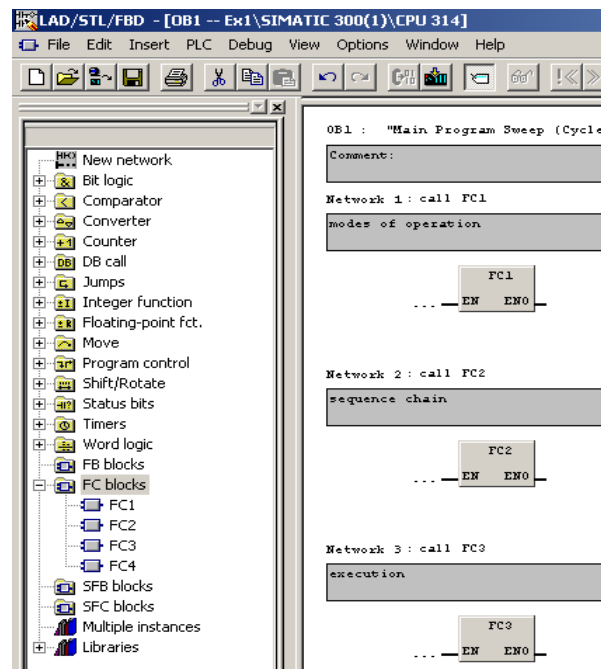 LAD/STL/FBD - [OB1 -- Ex1\SIMATIC 300(1)\CPU 314]
File Edit Insert PLC Debug View Options Window Help
New network
Bit logic
Comparator
Converter
Counter
DB call
Jumps
Integer function
Floating-point fct.
Move
Program control
Shift/Rotate
Status bits
Timers
Word logic
FB blocks
FC blocks
FC1
FC2
FC3
FC4
SFB blocks
SFC blocks
Multiple instances
Libraries
OB1 : "Main Program Sweep (Cycle
Comment:
Network 1: call FC1
modes of operation
FC1
... EN ENO
Network 2: call FC2
sequence chain
FC2
... EN ENO
Network 3: call FC3
execution
FC3
... EN ENO